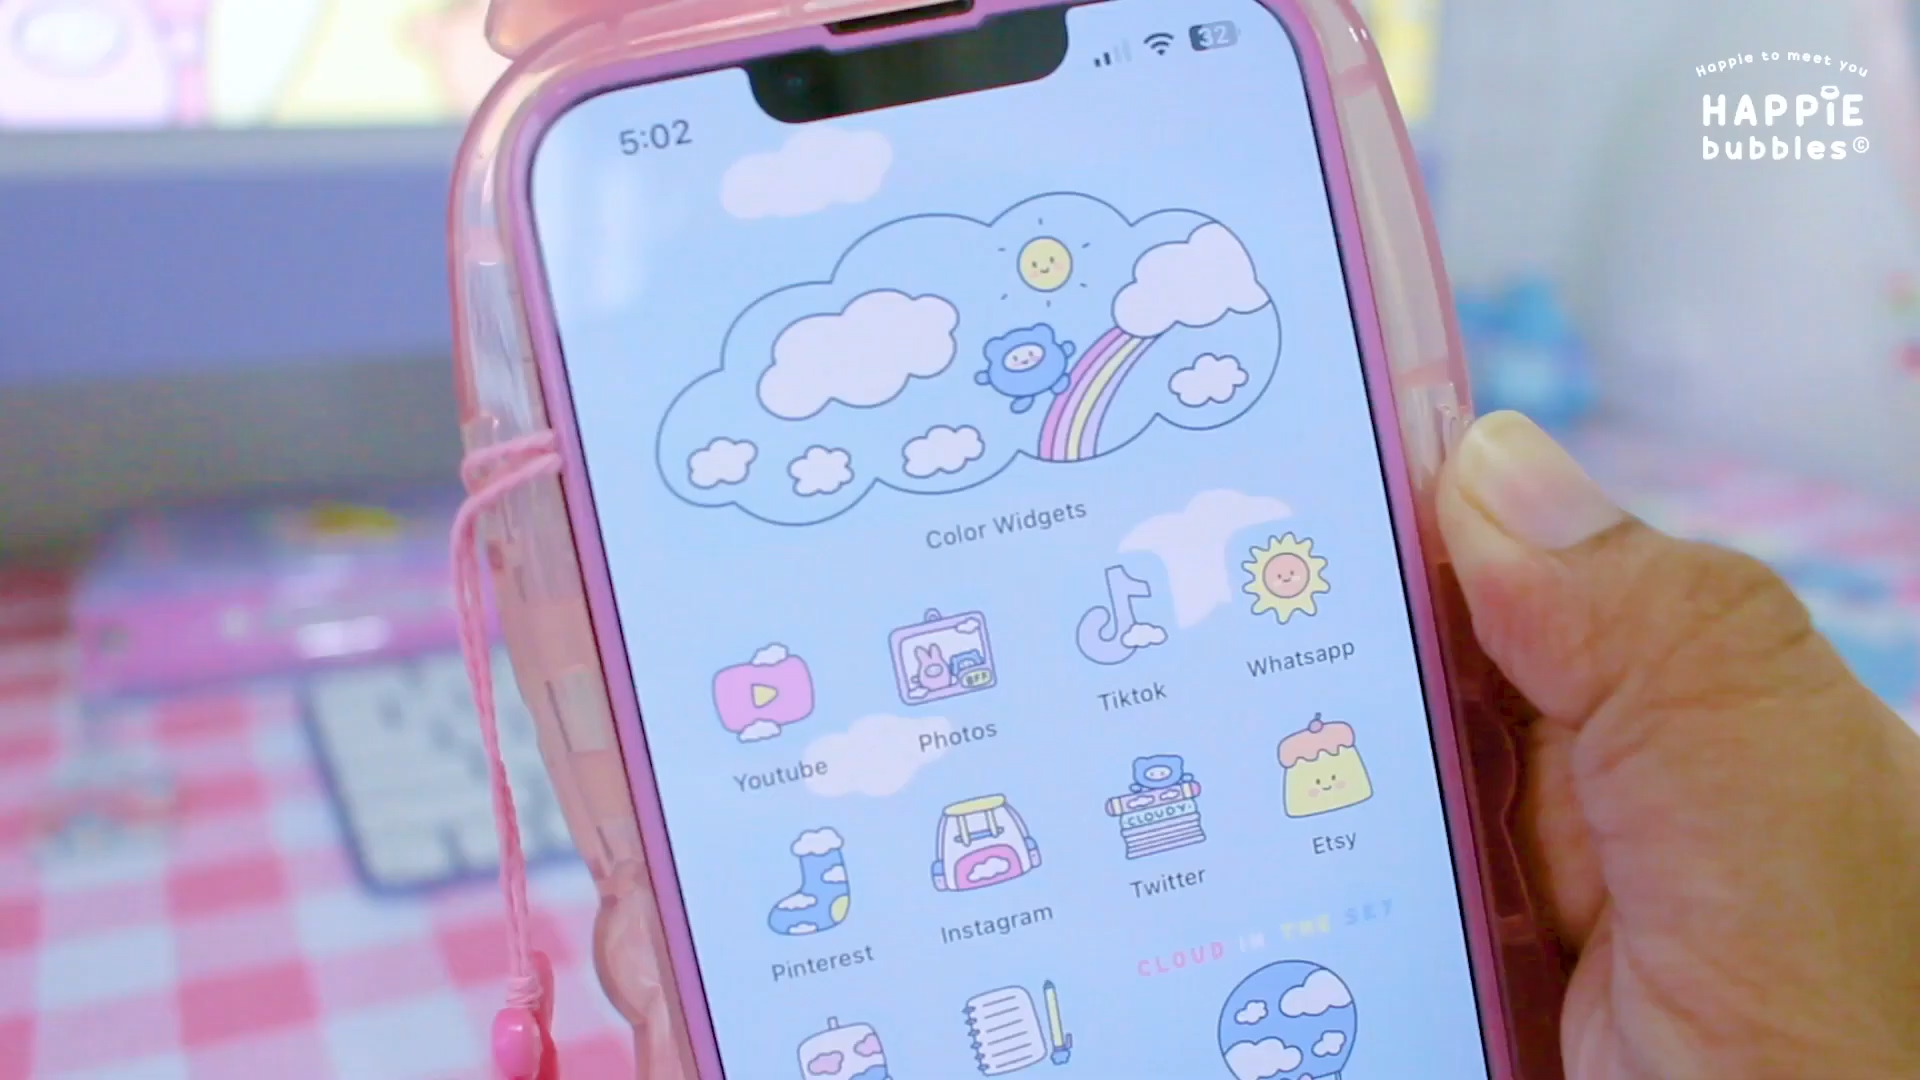 Happie to meet you
HAPPiE
bubbles©
32
5:02
Color Widgets
Youtube
Photos
Tiktok
Whatsapp
BFF
Pinterest
Instagram
Twitter
Etsy
CLOUDY
CLOUD IN THE SKY